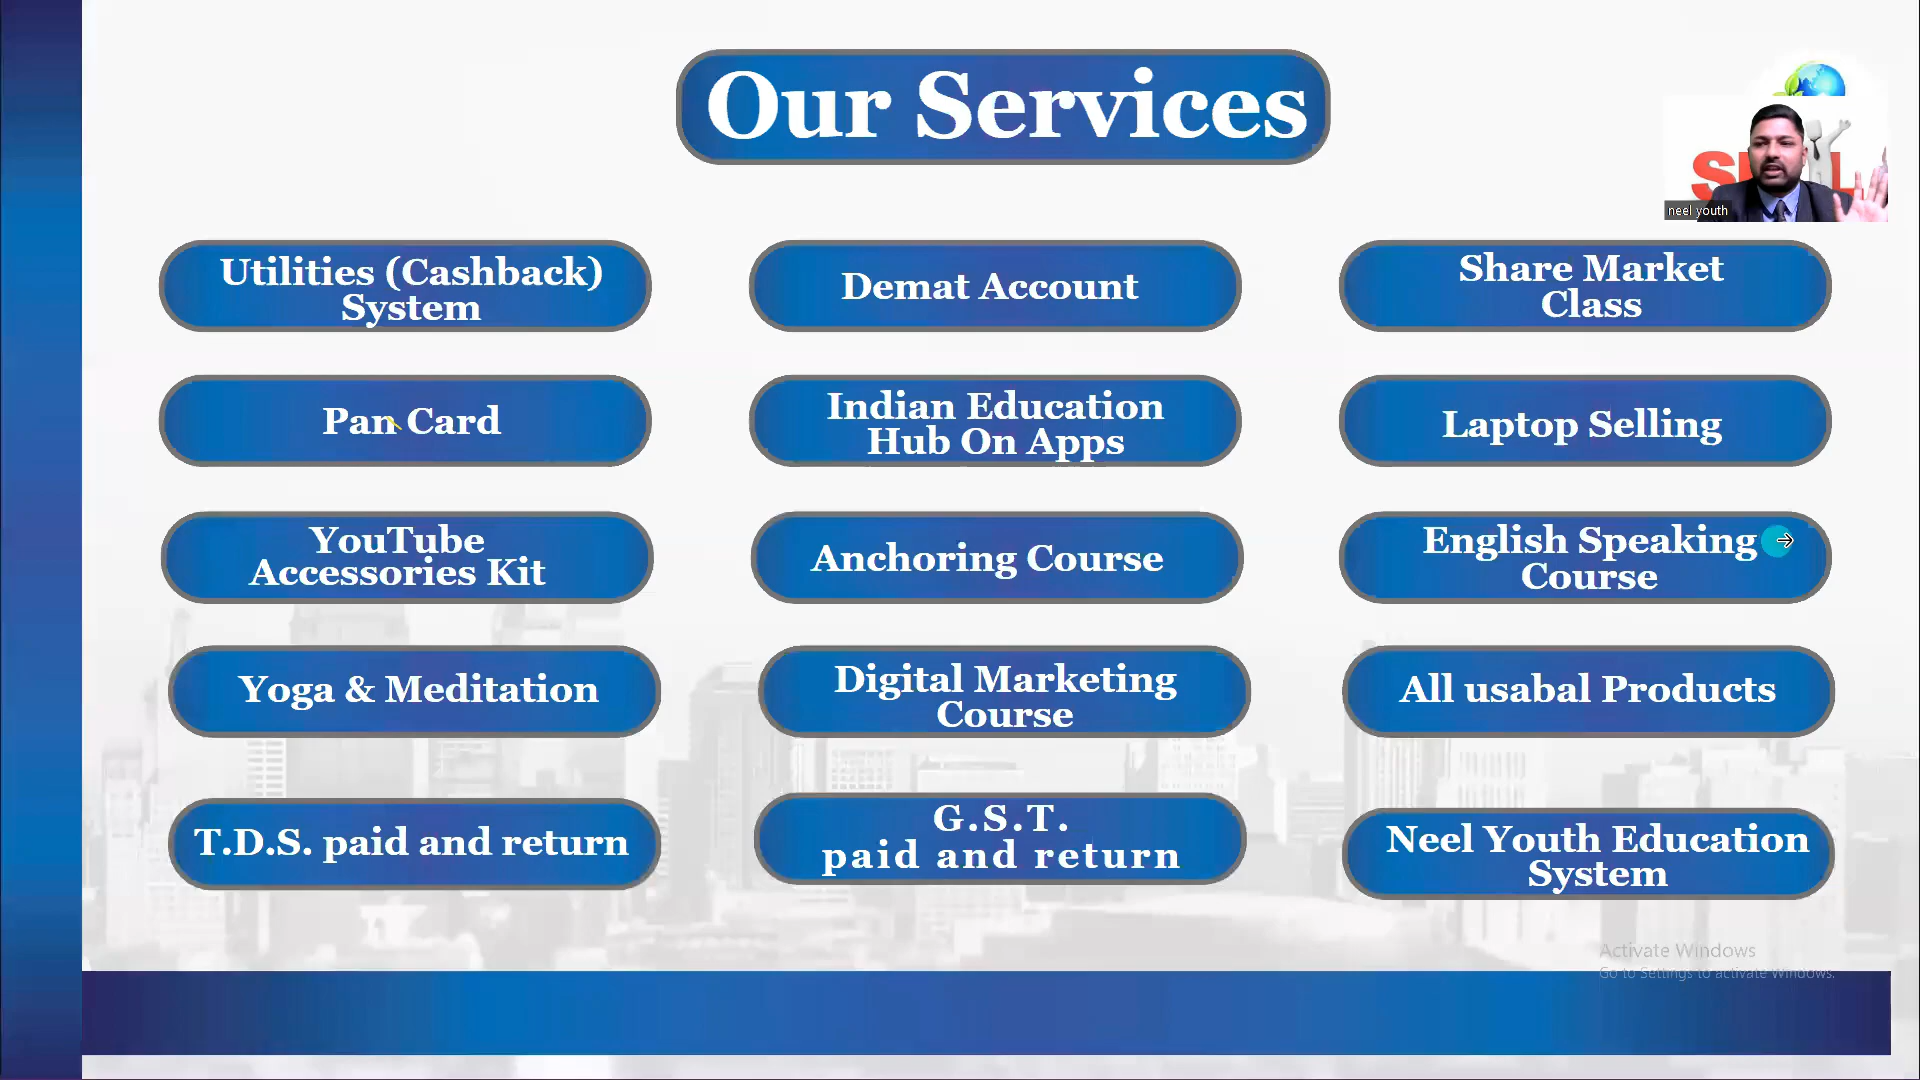 Our Services
neel youth
Utilities (Cashback)
System
Demat Account
Share Market
Class
Pan Card
Indian Education
Hub On Apps
Laptop Selling
YouTube
Accessories Kit
Anchoring Course
English Speaking
Course
Yoga & Meditation
Digital Marketing
Course
All usabal Products
T.D.S. paid and return
G.S.T.
paid and return
Neel Youth Education
System
Activate Windows
Go to Settings to activate Windows.